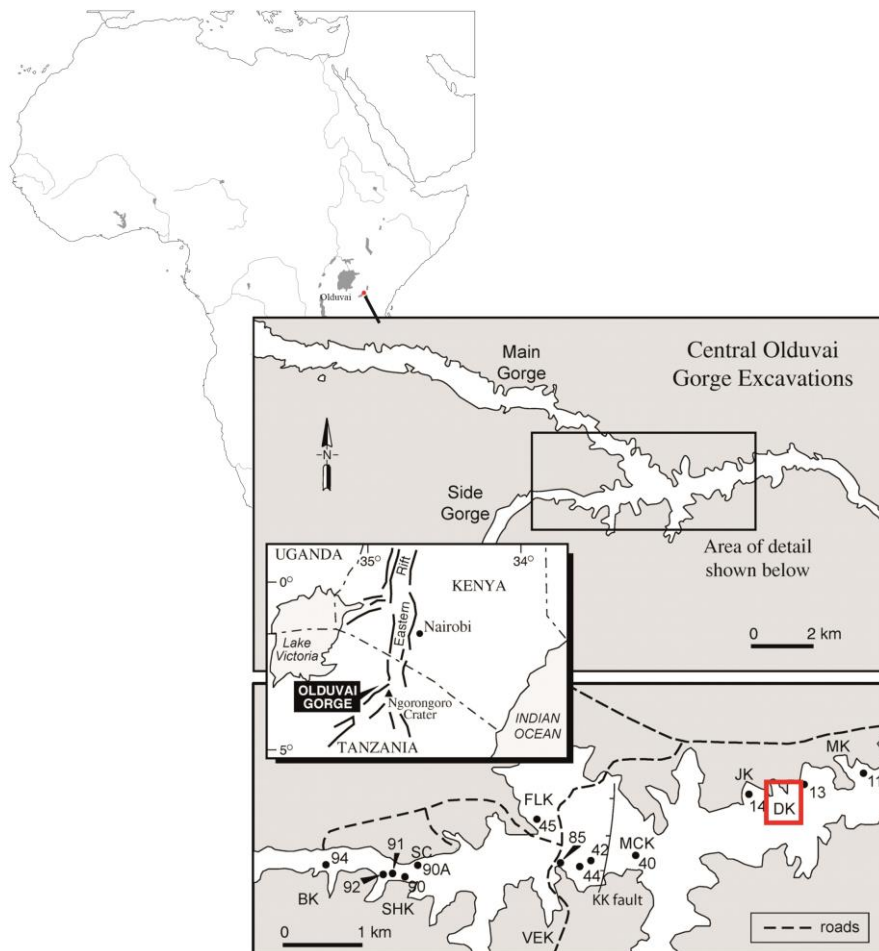 Olduvai
Main
Gorge
Central Olduvai
Gorge Excavations
-N-
Side
Gorge
Area of detail
shown below
0 2 km
UGANDA
35°
34°
0°
Rift
KENYA
Eastern
Nairobi
Lake
Victoria
OLDUVAI
GORGE
Ngorongoro
Crater
INDIAN
OCEAN
5°
TANZANIA
MK
JK
13
11
14
DK
FLK
45
85
91
SC
42
MCK
94
90A
40
92
90
44
BK
SHK
KK fault
VEK
roads
0 1 km